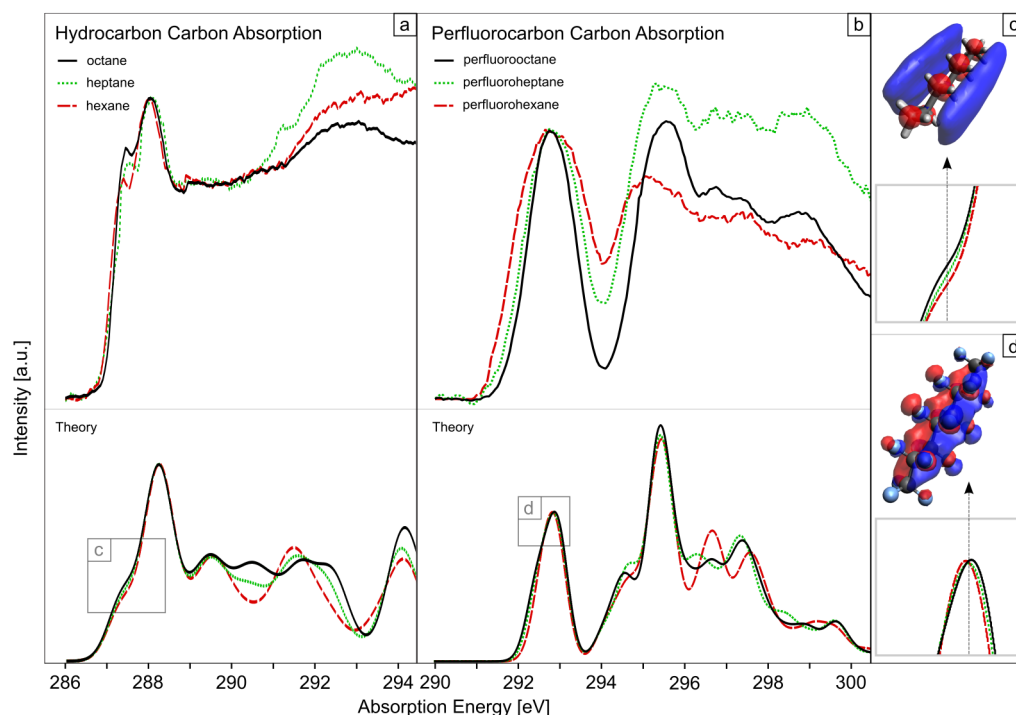 Hydrocarbon Carbon Absorption
a
octane
heptane
hexane
Perfluorocarbon Carbon Absorption
b
perfluorooctane
perfluoroheptane
perfluorohexane
c
d
Intensity [a.u.]
Theory
c
Theory
d
286 288 290 292 294
290 292 294 296 298 300
Absorption Energy [eV]